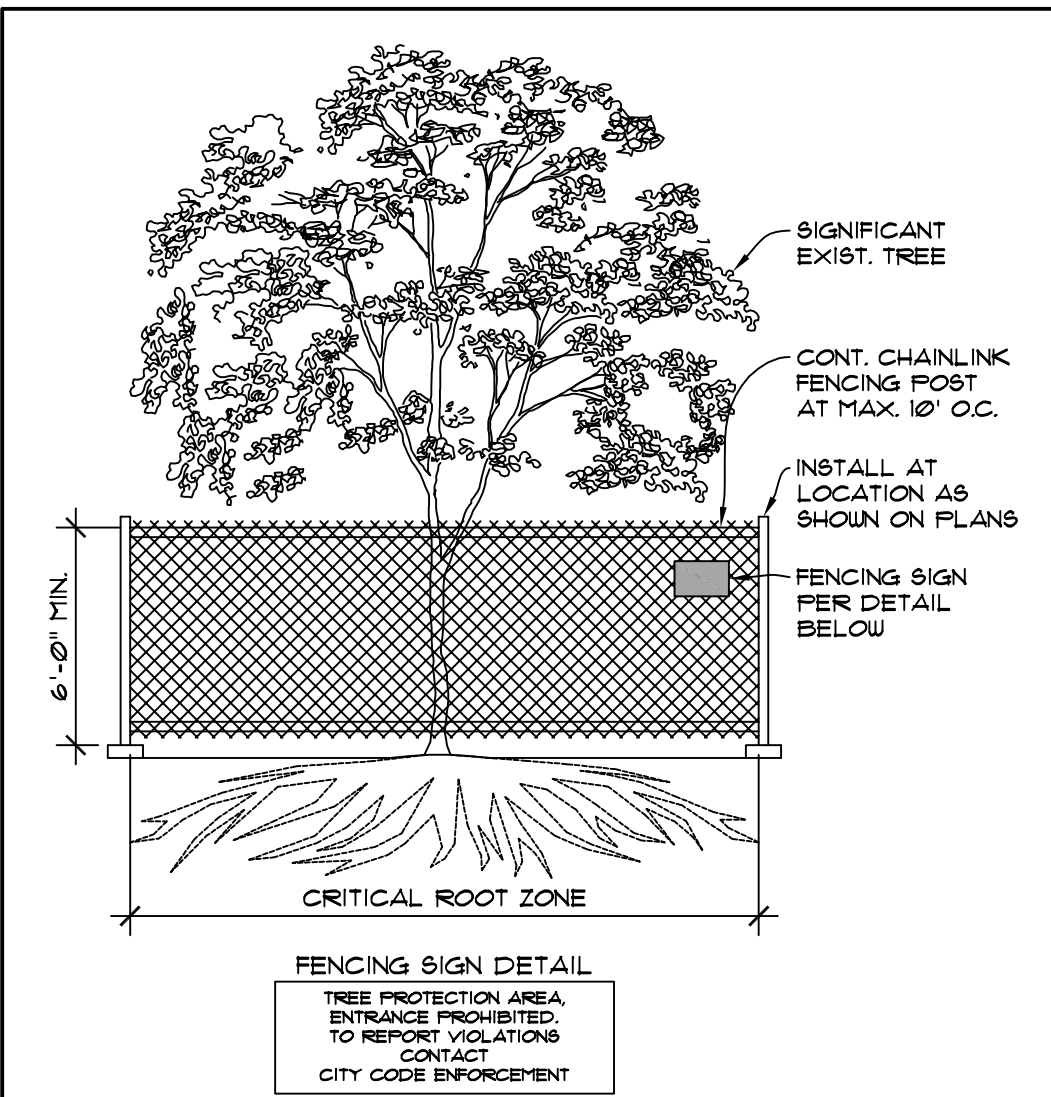 SIGNIFICANT
EXIST. TREE
CONT. CHAINLINK
FENCING POST
AT MAX. 10' O.C.
INSTALL AT
LOCATION AS
SHOWN ON PLANS
FENCING SIGN
PER DETAIL
BELOW
6'-0" MIN.
CRITICAL ROOT ZONE
FENCING SIGN DETAIL
TREE PROTECTION AREA,
ENTRANCE PROHIBITED.
TO REPORT VIOLATIONS
CONTACT
CITY CODE ENFORCEMENT